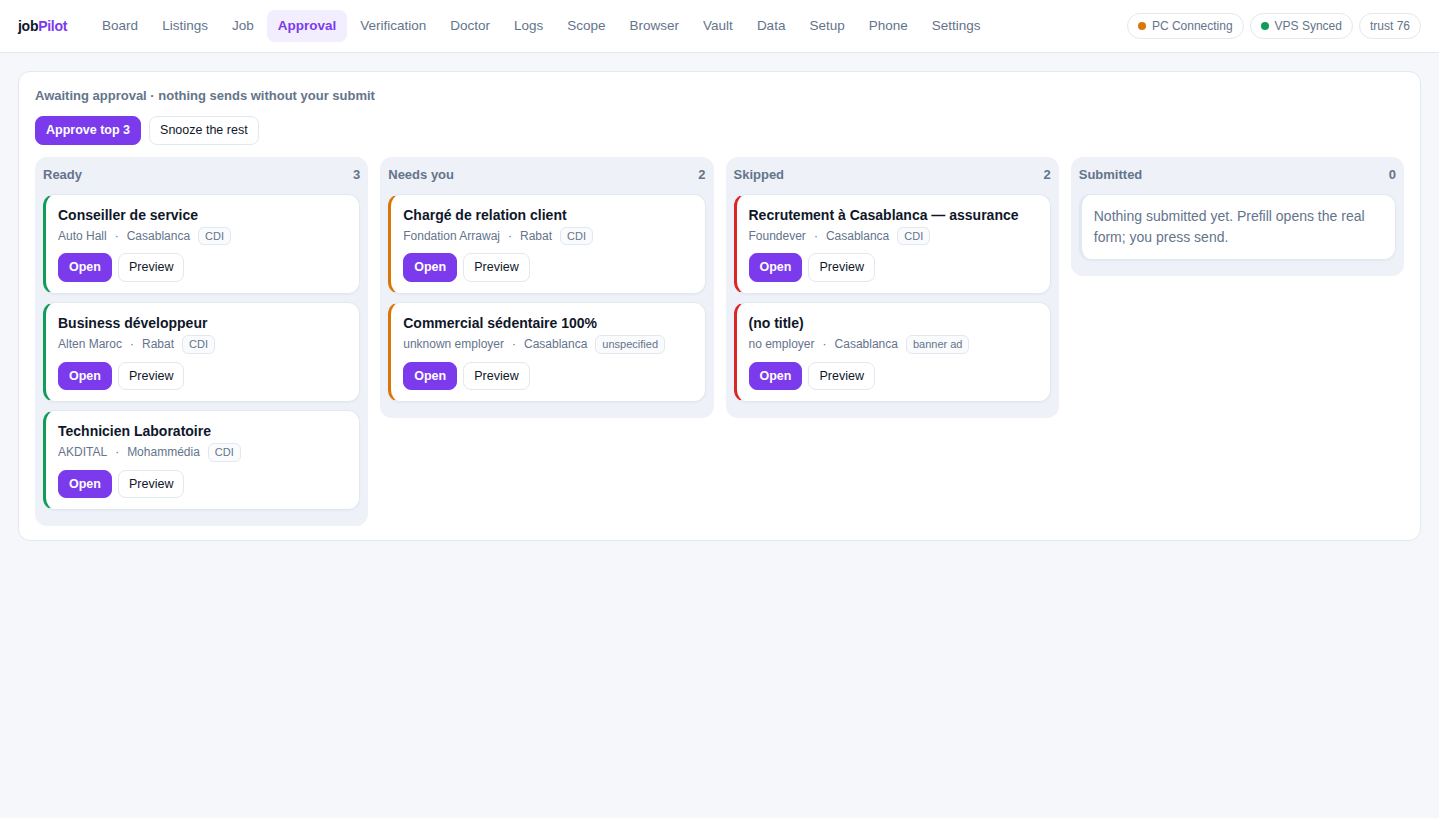 jobPilot Board Listings Job Approval Verification Doctor Logs Scope Browser Vault Data Setup Phone Settings PC Connecting VPS Synced trust 76
Awaiting approval · nothing sends without your submit
Approve top 3 Snooze the rest
Ready 3
Conseiller de service
Auto Hall · Casablanca CDI
Open Preview
Business développeur
Alten Maroc · Rabat CDI
Open Preview
Technicien Laboratoire
AKDITAL · Mohammédia CDI
Open Preview
Needs you 2
Chargé de relation client
Fondation Arrawaj · Rabat CDI
Open Preview
Commercial sédentaire 100%
unknown employer · Casablanca unspecified
Open Preview
Skipped 2
Recrutement à Casablanca — assurance
Foundever · Casablanca CDI
Open Preview
(no title)
no employer · Casablanca banner ad
Open Preview
Submitted 0
Nothing submitted yet. Prefill opens the real
form; you press send.